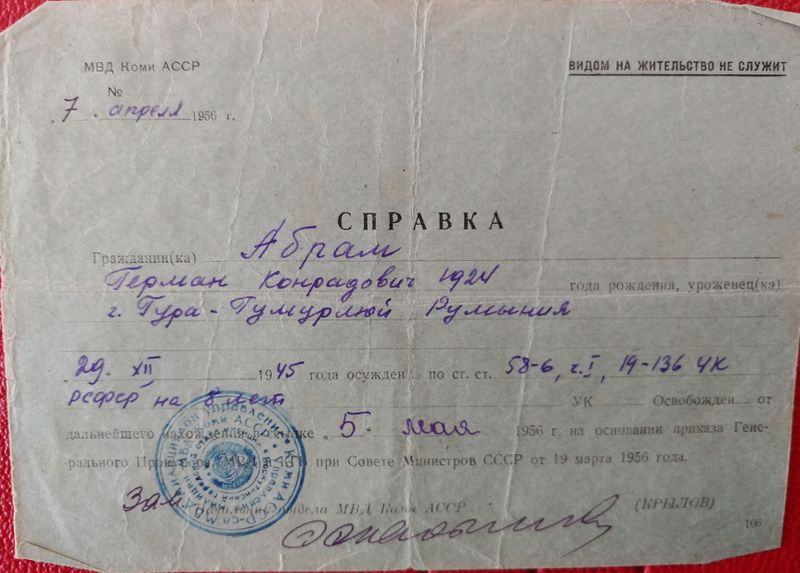 МВД Коми АССР
ВИДОМ НА ЖИТЕЛЬСТВО НЕ СЛУЖИТ
№
7 апреля 1956 г.
СПРАВКА
Гражданин(ка) Абрам
Герман Конрадович 1924 года рождения, уроженец(ка)
г. Гура-Гумурлюй Румыния
29. XII 1945 года осужден по ст. ст. 58-6, ч. I, 19-136 УК
РСФСР на 8 лет УК Освобожден от
дальнейшего нахождения в ссылке „5" мая 1956 г. на основании приказа Гене-
рального Прокурора, МВД и КГБ при Совете Министров СССР от 19 марта 1956 года.
Зам. отдела МВД Коми АССР (КРЫЛОВ)
106